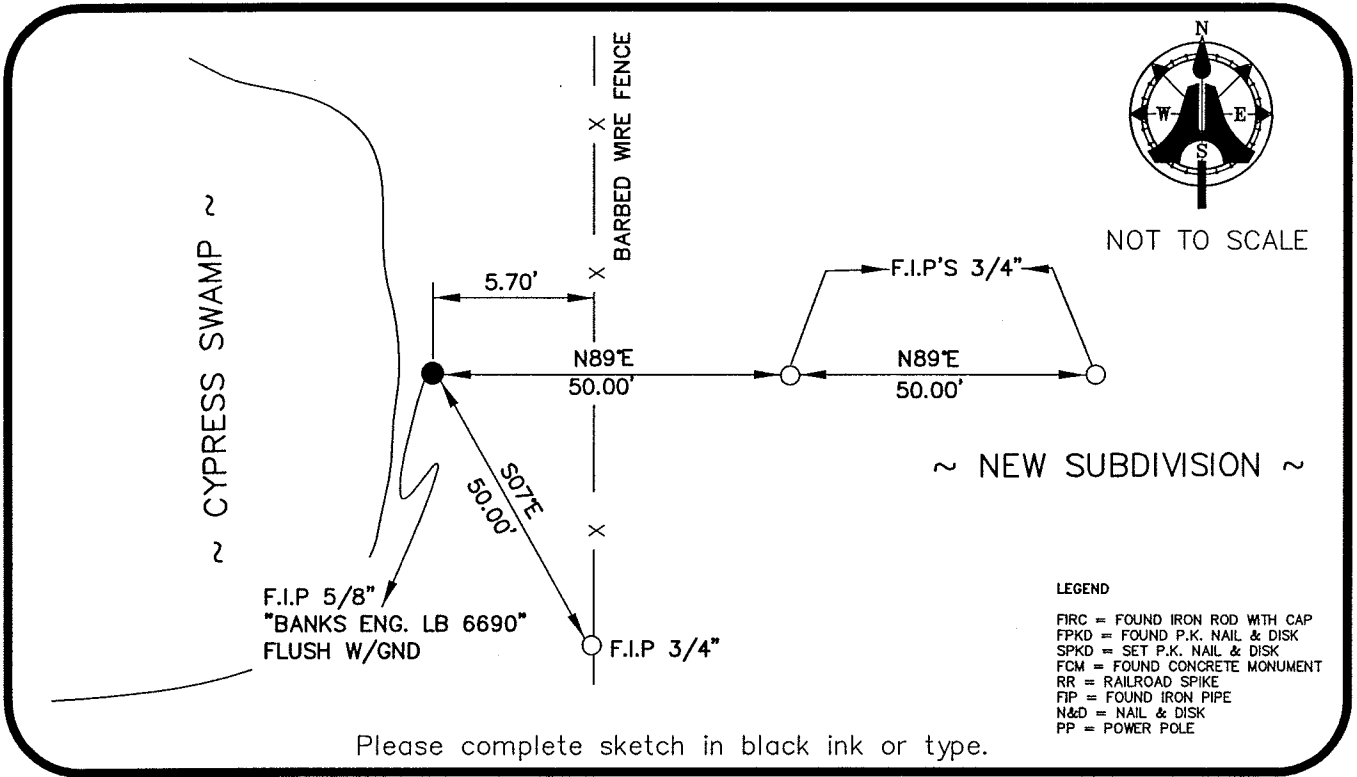 N
W E
S
NOT TO SCALE
BARBED WIRE FENCE
X
X
X
5.70'
F.I.P'S 3/4"
N89°E
50.00'
N89°E
50.00'
~ CYPRESS SWAMP ~
~ NEW SUBDIVISION ~
S07°E
50.00'
F.I.P 5/8"
"BANKS ENG. LB 6690"
FLUSH W/GND
F.I.P 3/4"
LEGEND
FIRC = FOUND IRON ROD WITH CAP
FPKD = FOUND P.K. NAIL & DISK
SPKD = SET P.K. NAIL & DISK
FCM = FOUND CONCRETE MONUMENT
RR = RAILROAD SPIKE
FIP = FOUND IRON PIPE
N&D = NAIL & DISK
PP = POWER POLE
Please complete sketch in black ink or type.